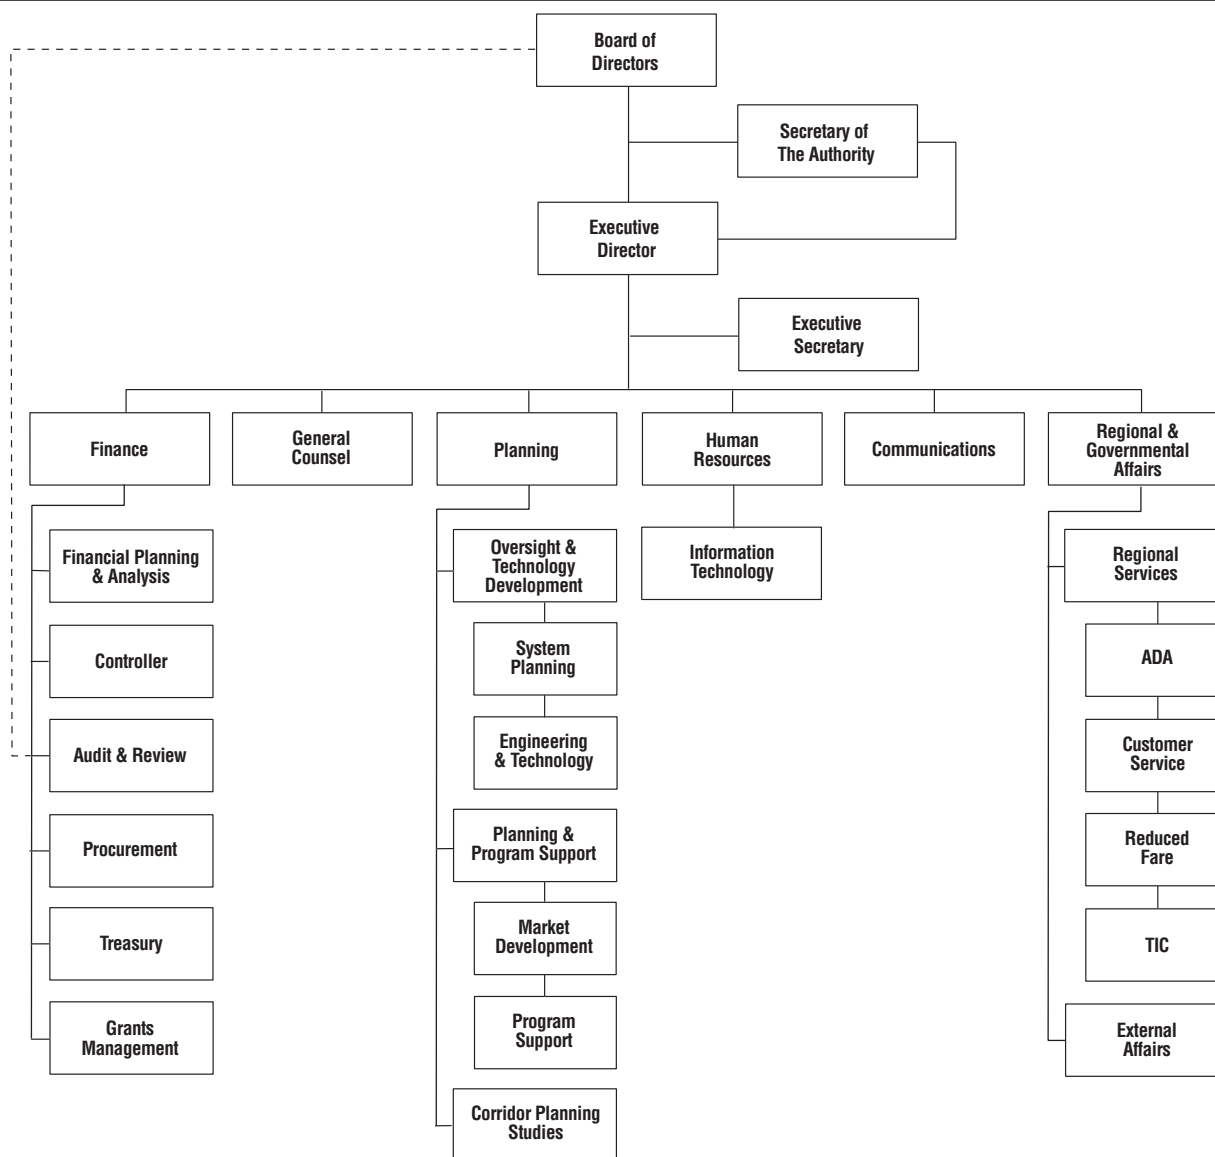 Board of
Directors
Secretary of
The Authority
Executive
Director
Executive
Secretary
Finance
General
Counsel
Planning
Human
Resources
Communications
Regional &
Governmental
Affairs
Financial Planning
& Analysis
Controller
Audit & Review
Procurement
Treasury
Grants
Management
Oversight &
Technology
Development
System
Planning
Engineering
& Technology
Planning &
Program Support
Market
Development
Program
Support
Corridor Planning
Studies
Information
Technology
Regional
Services
ADA
Customer
Service
Reduced
Fare
TIC
External
Affairs